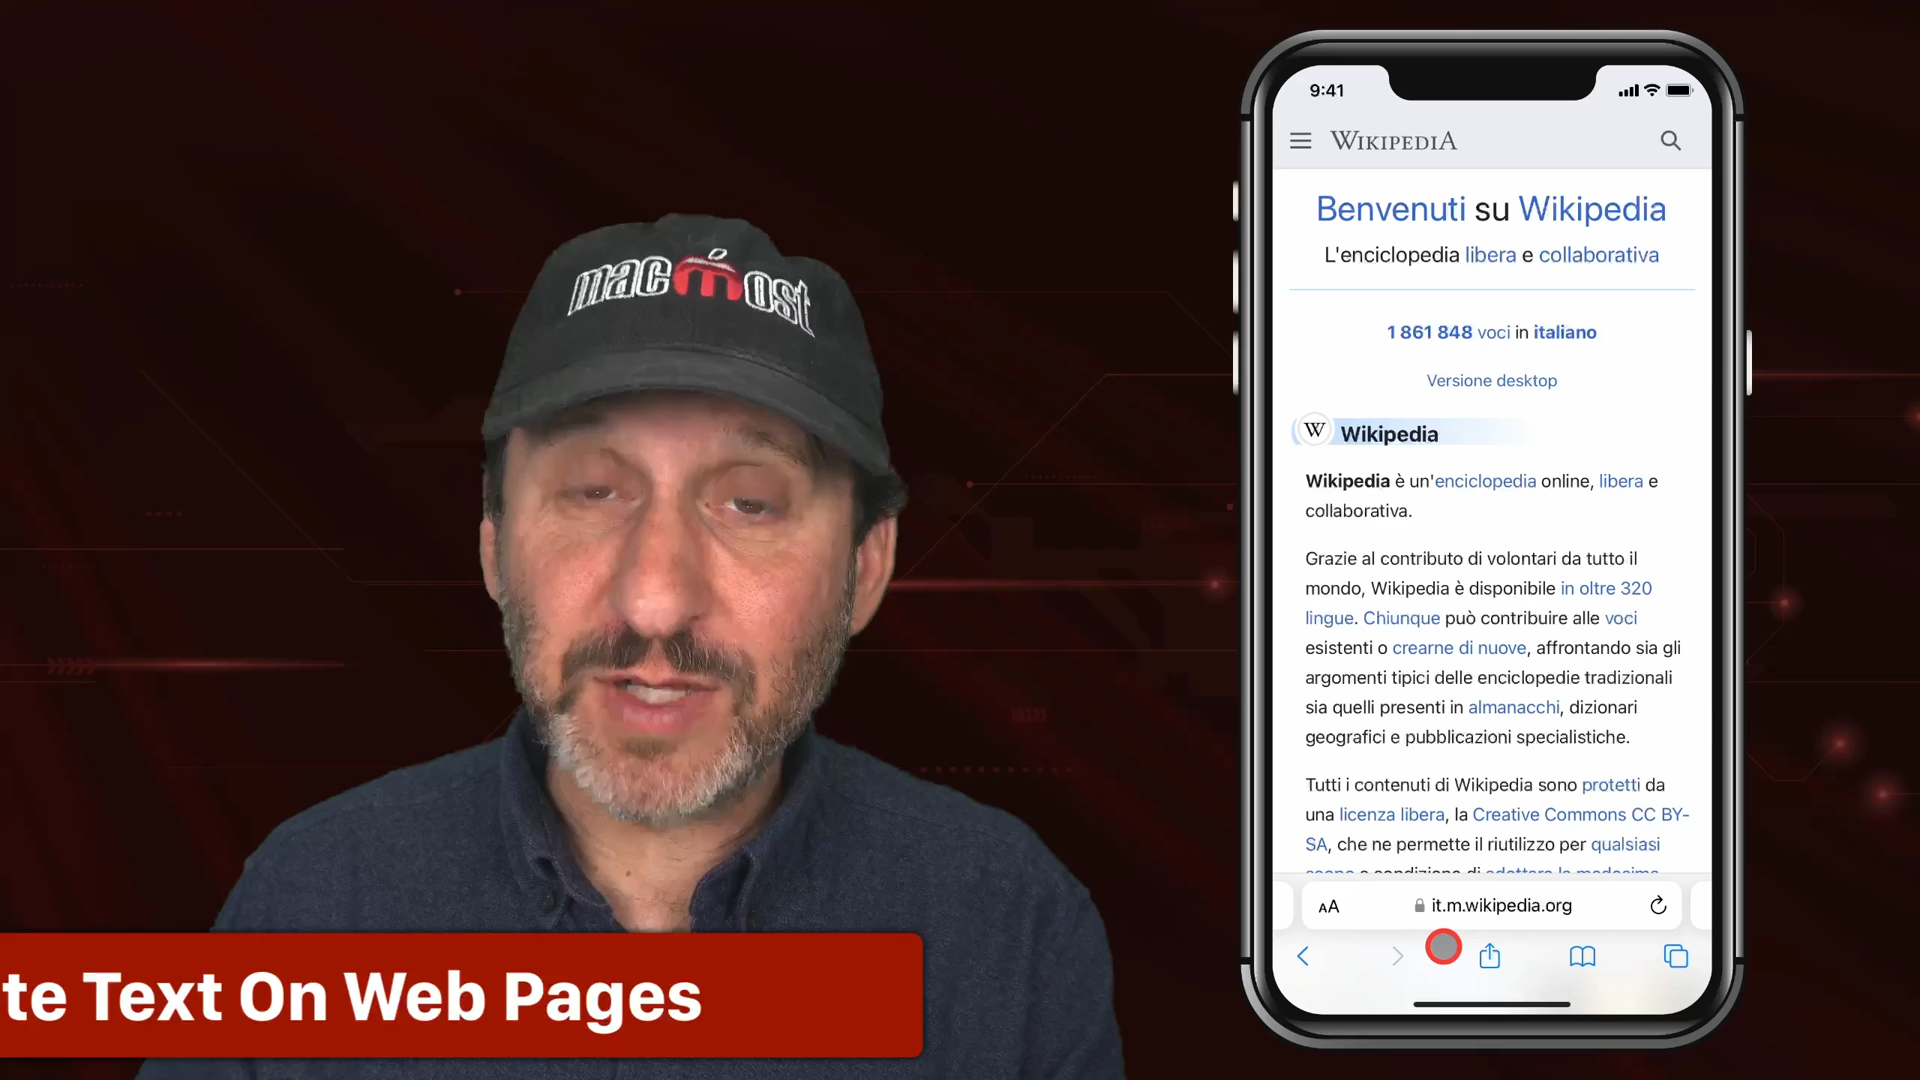 macmost
te Text On Web Pages
9:41
WIKIPEDIA
Benvenuti su Wikipedia
L'enciclopedia libera e collaborativa
1 861 848 voci in italiano
Versione desktop
W Wikipedia
Wikipedia è un'enciclopedia online, libera e
collaborativa.
Grazie al contributo di volontari da tutto il
mondo, Wikipedia è disponibile in oltre 320
lingue. Chiunque può contribuire alle voci
esistenti o crearne di nuove, affrontando sia gli
argomenti tipici delle enciclopedie tradizionali
sia quelli presenti in almanacchi, dizionari
geografici e pubblicazioni specialistiche.
Tutti i contenuti di Wikipedia sono protetti da
una licenza libera, la Creative Commons CC BY-
SA, che ne permette il riutilizzo per qualsiasi
AA it.m.wikipedia.org